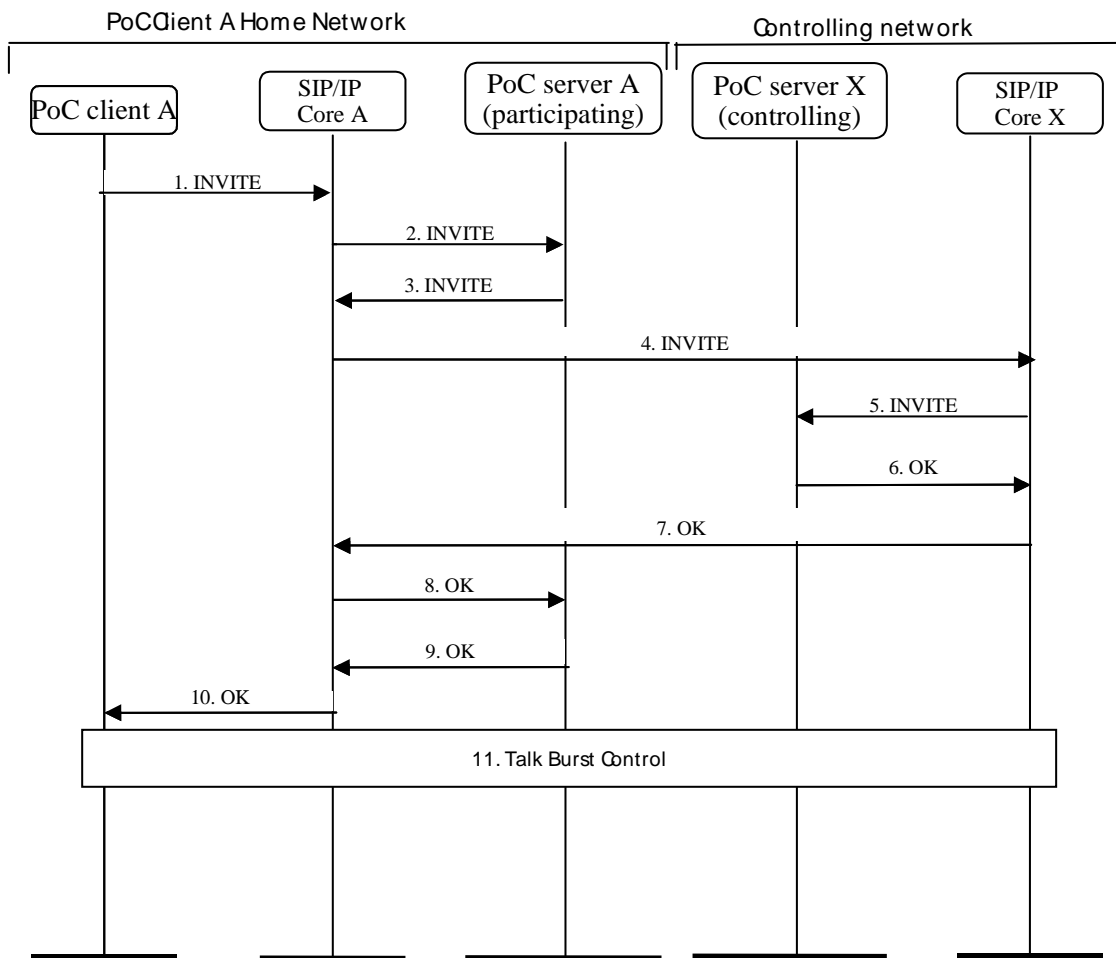 PoCClient A Home Network
Controlling network
PoC client A
SIP/IP
Core A
PoC server A
(participating)
PoC server X
(controlling)
SIP/IP
Core X
1. INVITE
2. INVITE
3. INVITE
4. INVITE
5. INVITE
6. OK
7. OK
8. OK
9. OK
10. OK
11. Talk Burst Control